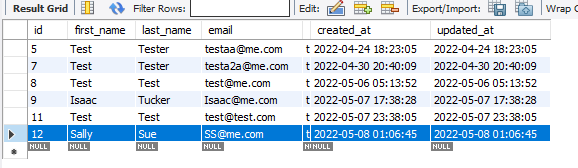 Result Grid Filter Rows: Edit: Export/Import: Wrap C
id first_name last_name email created_at updated_at
5 Test Tester testaa@me.com t 2022-04-24 18:23:05 2022-04-24 18:23:05
7 Test Tester testa2a@me.com t 2022-04-30 20:40:09 2022-04-30 20:40:09
8 Test Test test@me.com t 2022-05-06 05:13:52 2022-05-06 05:13:52
9 Isaac Tucker Isaac@me.com t 2022-05-07 17:38:28 2022-05-07 17:38:28
11 Test Test test@test.com t 2022-05-07 23:38:05 2022-05-07 23:38:05
12 Sally Sue SS@me.com t 2022-05-08 01:06:45 2022-05-08 01:06:45
NULL NULL NULL NULL NULL NULL